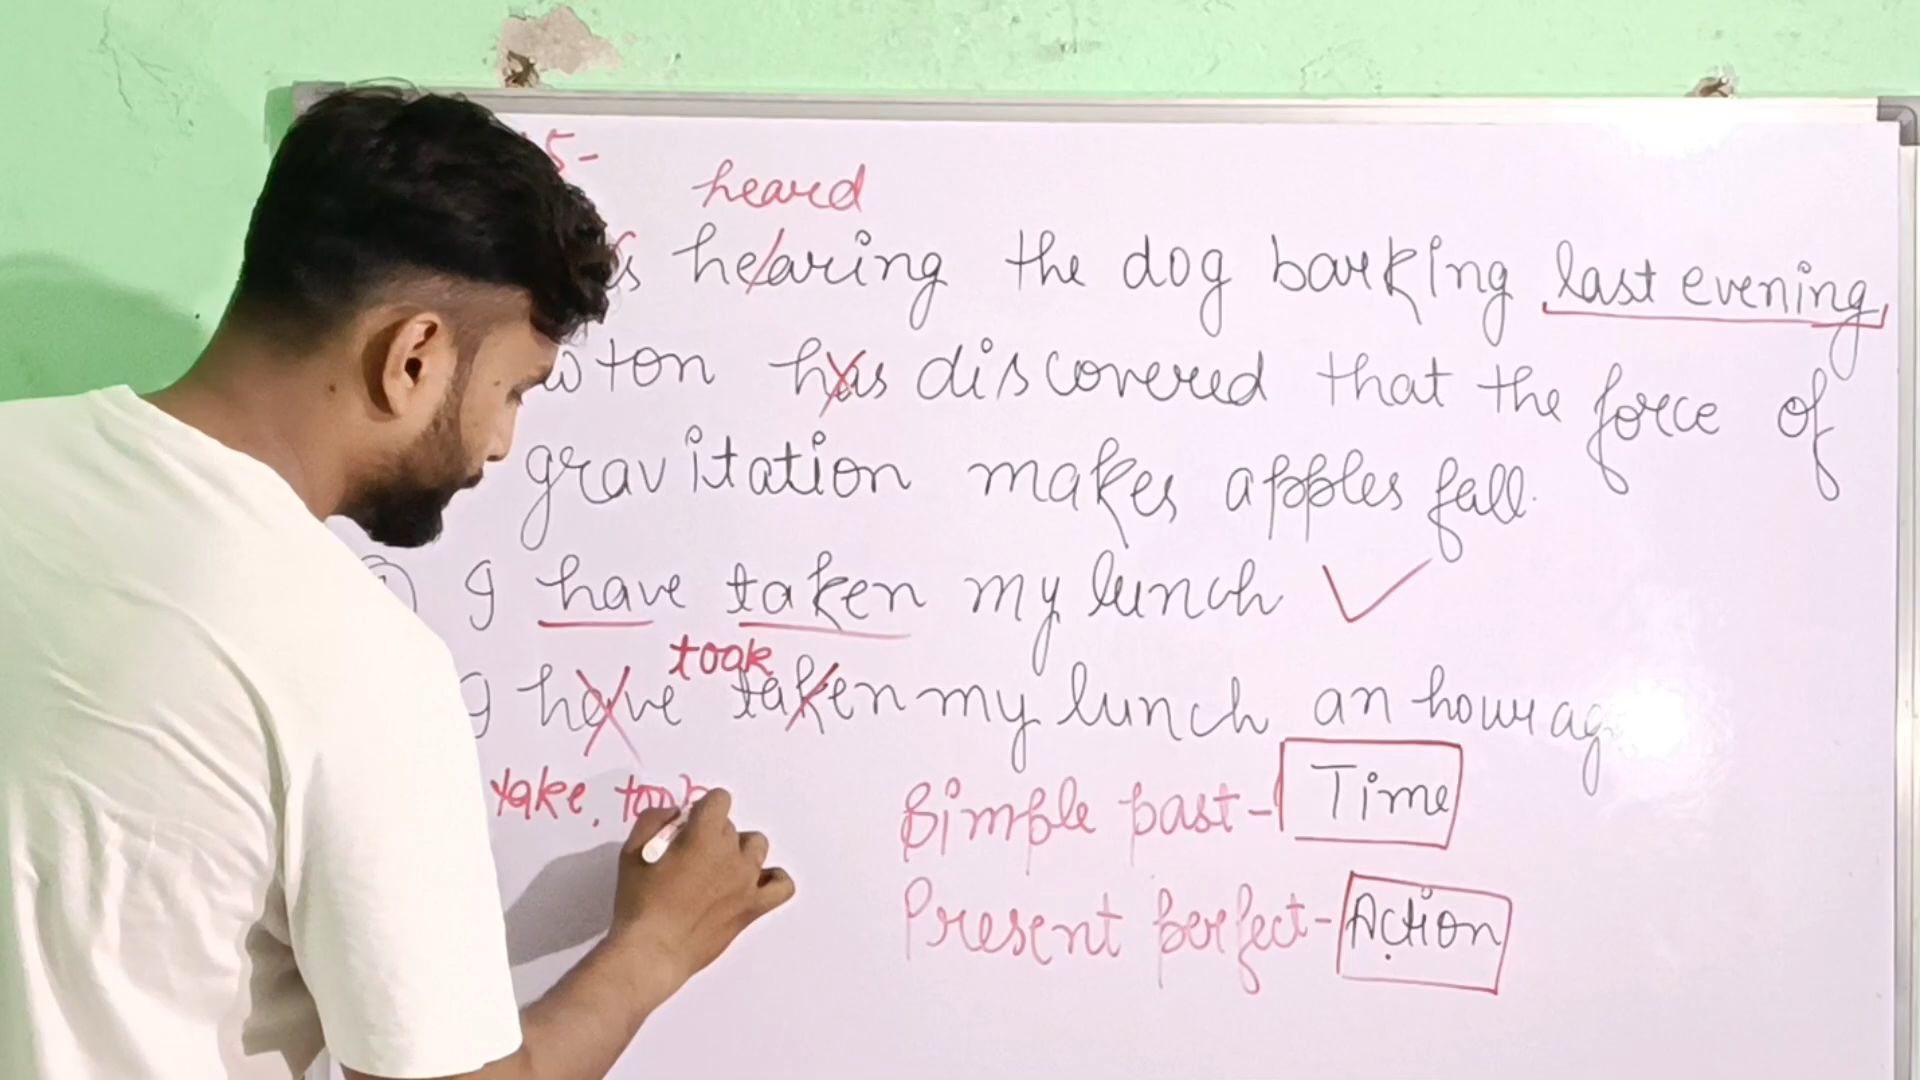 5-
heard
hearing the dog barking last evening
wton has discovered that the force of
gravitation makes apples fall.
I have taken my lunch
took
I have taken my lunch an hour ag
take, took
Simple past- Time
Present perfect- Action